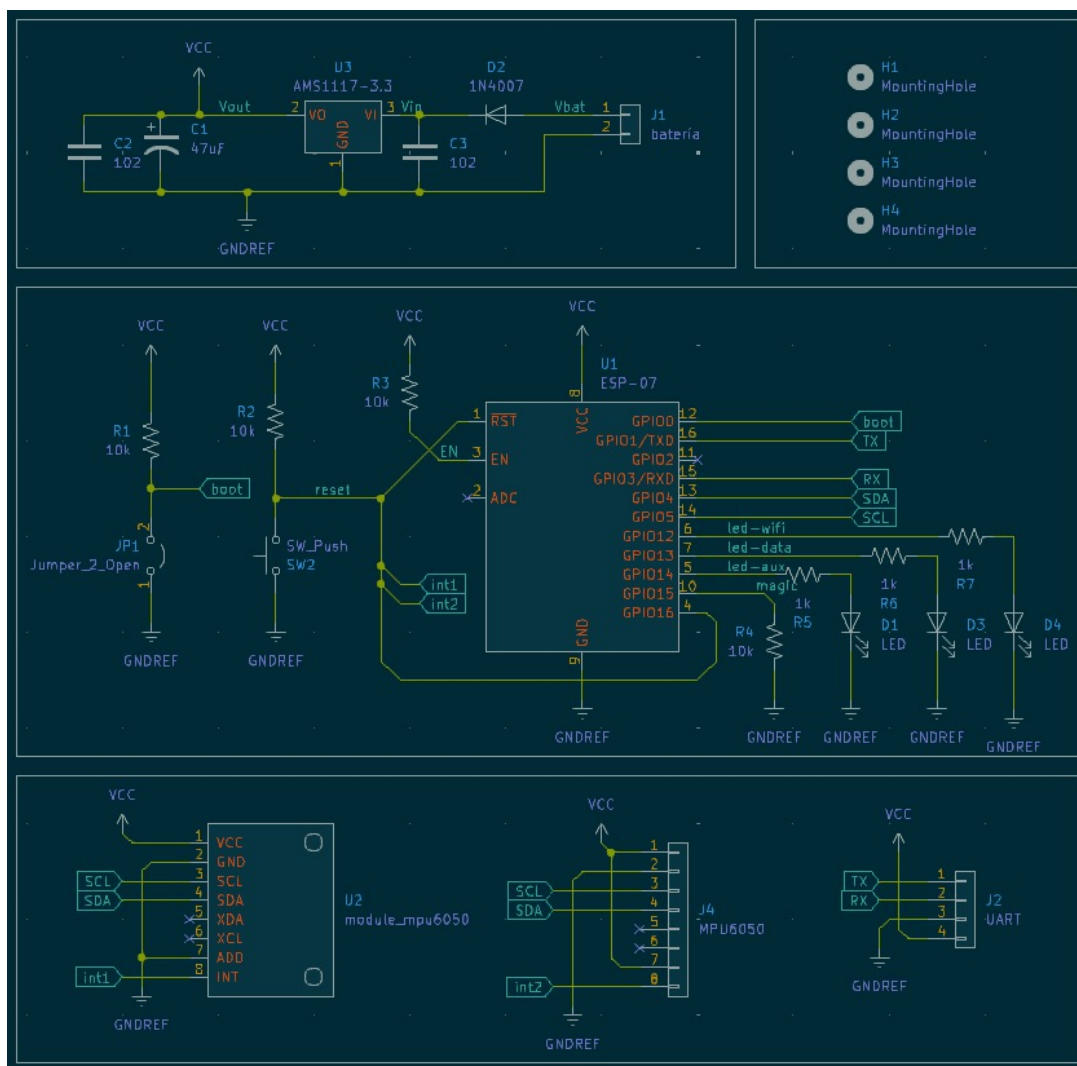 VCC
U3
AMS1117-3.3
D2
1N4007
Vout
2
VO
VI
3
Vin
Vbat
1
2
J1
batería
C2
102
C1
47uF
GND
1
C3
102
GNDREF
H1
MountingHole
H2
MountingHole
H3
MountingHole
H4
MountingHole
VCC
VCC
VCC
VCC
R1
10k
R2
10k
R3
10k
U1
ESP-07
8
VCC
1
RST
EN
3
EN
2
ADC
GPIO0
12
boot
GPIO1/TXD
16
TX
GPIO2
11
GPIO3/RXD
15
RX
GPIO4
13
SDA
GPIO5
14
SCL
GPIO12
6
led-wifi
GPIO13
7
led-data
GPIO14
5
led-aux
GPIO15
10
magic
GPIO16
4
GND
9
boot
reset
2
JP1
Jumper_2_Open
1
SW_Push
SW2
int1
int2
1k
R7
1k
R6
1k
R5
R4
10k
D1
LED
D3
LED
D4
LED
GNDREF
GNDREF
GNDREF
GNDREF
GNDREF
GNDREF
GNDREF
VCC
1
VCC
2
GND
SCL
3
SCL
SDA
4
SDA
5
XDA
6
XCL
7
ADD
int1
8
INT
U2
module_mpu6050
GNDREF
VCC
1
2
SCL
3
SDA
4
5
6
7
int2
8
J4
MPU6050
GNDREF
VCC
TX
1
RX
2
3
4
J2
UART
GNDREF